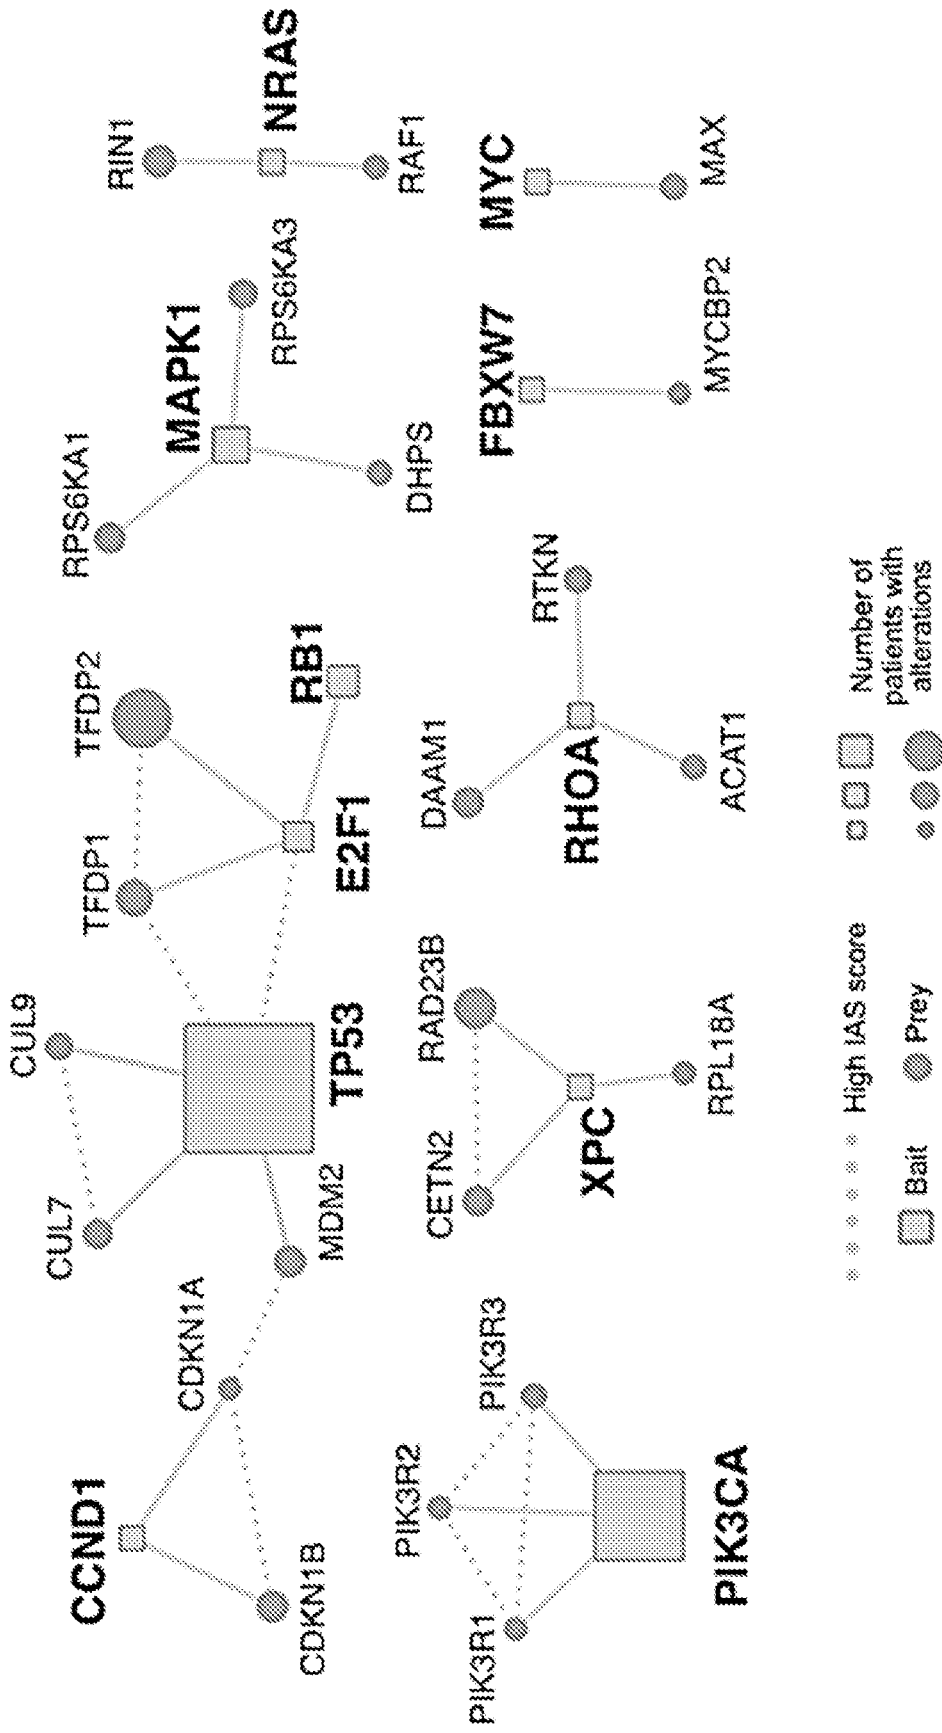 CCND1
CDKN1B
CDKN1A
CUL7
CUL9
MDM2
TP53
TFDP1
TFDP2
E2F1
RB1
RPS6KA1
MAPK1
RPS6KA3
DHPS
RIN1
NRAS
RAF1
PIK3R1
PIK3R2
PIK3R3
PIK3CA
CETN2
RAD23B
XPC
RPL18A
DAAM1
RTKN
RHOA
ACAT1
FBXW7
MYCBP2
MYC
MAX
High IAS score
Bait
Prey
Number of
patients with
alterations